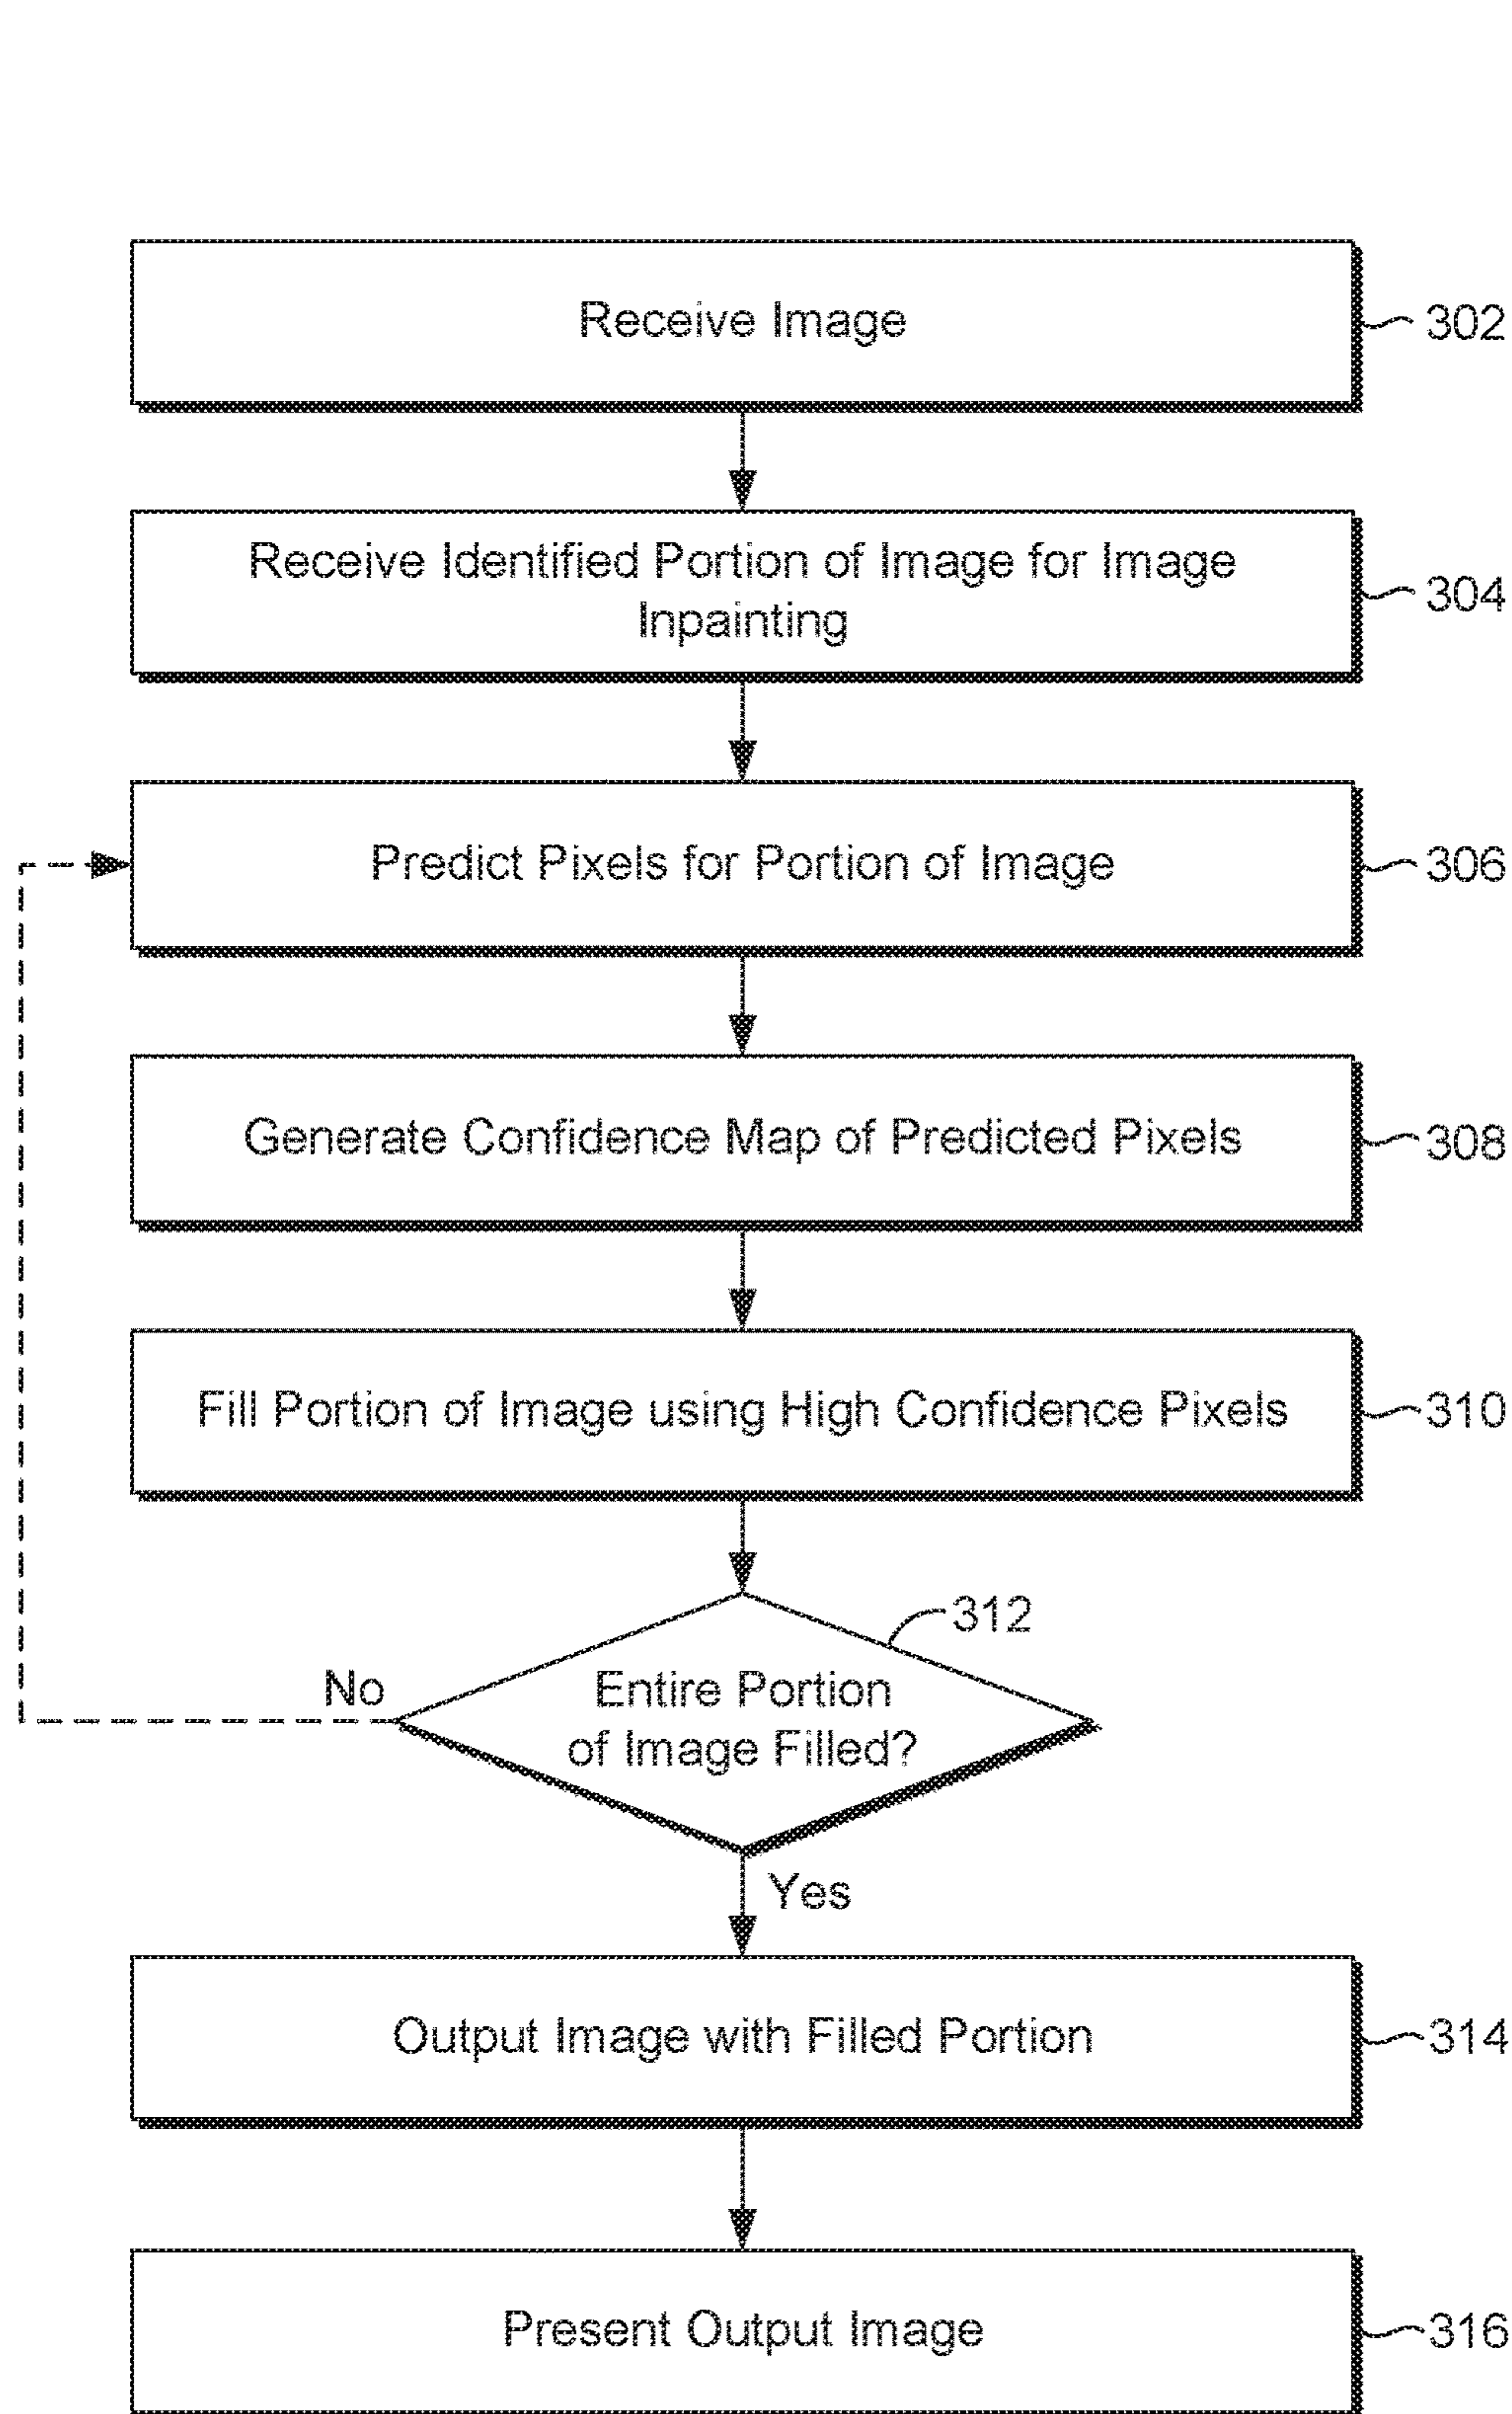 Receive Image
302
Receive Identified Portion of Image for Image
Inpainting
304
Predict Pixels for Portion of Image
306
Generate Confidence Map of Predicted Pixels
308
Fill Portion of Image using High Confidence Pixels
310
312
No
Entire Portion
of Image Filled?
Yes
Output Image with Filled Portion
314
Present Output Image
316